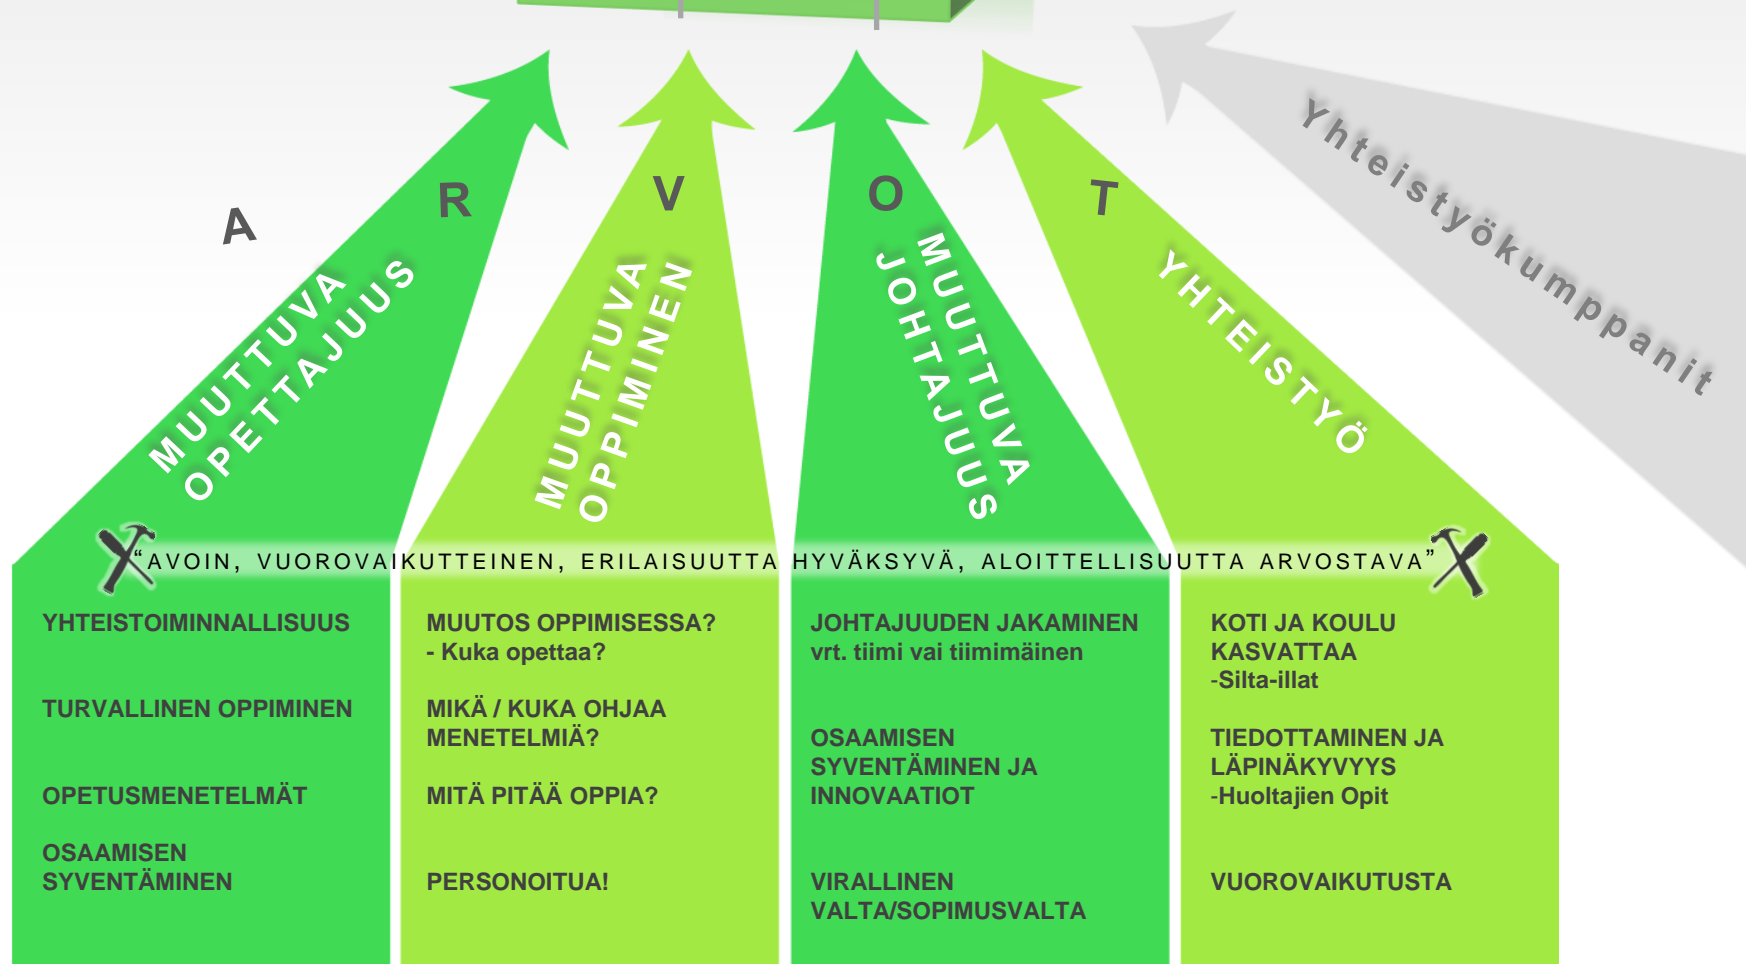 A R V O T
Yhteistyökumppanit
MUUTTUVA
OPETTAJUUS
MUUTTUVA
OPPIMINEN
MUUTTUVA
JOHTAJUUS
YHTEISTYÖ
“AVOIN, VUOROVAIKUTTEINEN, ERILAISUUTTA HYVÄKSYVÄ, ALOITTELLISUUTTA ARVOSTAVA”
YHTEISTOIMINNALLISUUS
TURVALLINEN OPPIMINEN
OPETUSMENETELMÄT
OSAAMISEN
SYVENTÄMINEN
MUUTOS OPPIMISESSA?
- Kuka opettaa?
MIKÄ / KUKA OHJAA
MENETELMIÄ?
MITÄ PITÄÄ OPPIA?
PERSONOITUA!
JOHTAJUUDEN JAKAMINEN
vrt. tiimi vai tiimimäinen
OSAAMISEN
SYVENTÄMINEN JA
INNOVAATIOT
VIRALLINEN
VALTA/SOPIMUSVALTA
KOTI JA KOULU
KASVATTAA
-Silta-illat
TIEDOTTAMINEN JA
LÄPINÄKYVYYS
-Huoltajien Opit
VUOROVAIKUTUSTA